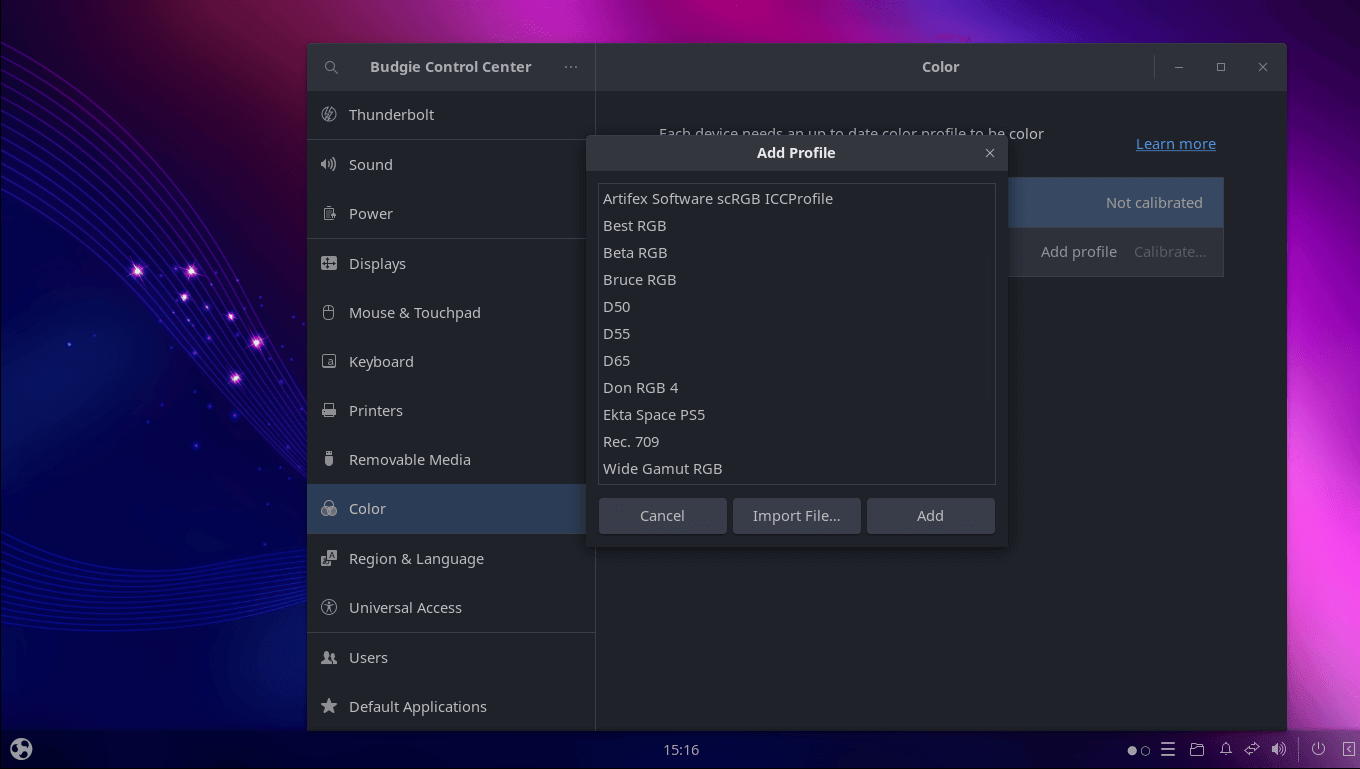 Budgie Control Center
Color
Thunderbolt
Sound
Power
Displays
Mouse & Touchpad
Keyboard
Printers
Removable Media
Color
Region & Language
Universal Access
Users
Default Applications
Each device needs an up to date color profile to be color
Learn more
Not calibrated
Add profile
Calibrate…
Add Profile
Artifex Software scRGB ICCProfile
Best RGB
Beta RGB
Bruce RGB
D50
D55
D65
Don RGB 4
Ekta Space PS5
Rec. 709
Wide Gamut RGB
Cancel
Import File…
Add
15:16